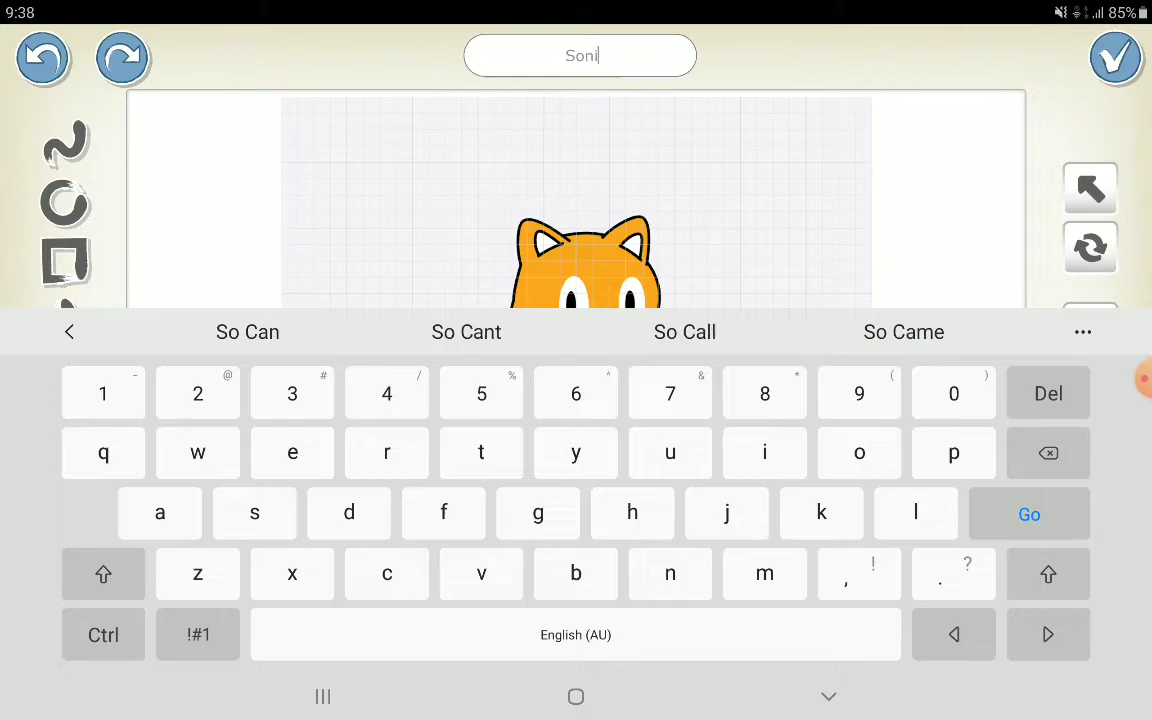 9:38 85%
Soni
So Can So Cant So Call So Came
1 - 2 @ 3 # 4 / 5 % 6 ^ 7 & 8 * 9 ( 0 ) Del
q w e r t y u i o p
a s d f g h j k l Go
z x c v b n m , ! . ?
Ctrl !#1 English (AU)